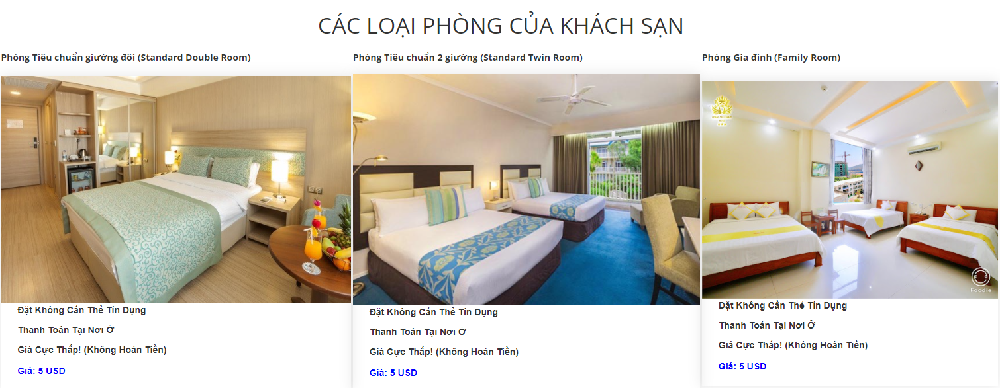 CÁC LOẠI PHÒNG CỦA KHÁCH SẠN
Phòng Tiêu chuẩn giường đôi (Standard Double Room)
Đặt Không Cần Thẻ Tín Dụng
Thanh Toán Tại Nơi Ở
Giá Cực Thấp! (Không Hoàn Tiền)
Giá: 5 USD
Phòng Tiêu chuẩn 2 giường (Standard Twin Room)
Đặt Không Cần Thẻ Tín Dụng
Thanh Toán Tại Nơi Ở
Giá Cực Thấp! (Không Hoàn Tiền)
Giá: 5 USD
Phòng Gia đình (Family Room)
Foodie
Đặt Không Cần Thẻ Tín Dụng
Thanh Toán Tại Nơi Ở
Giá Cực Thấp! (Không Hoàn Tiền)
Giá: 5 USD